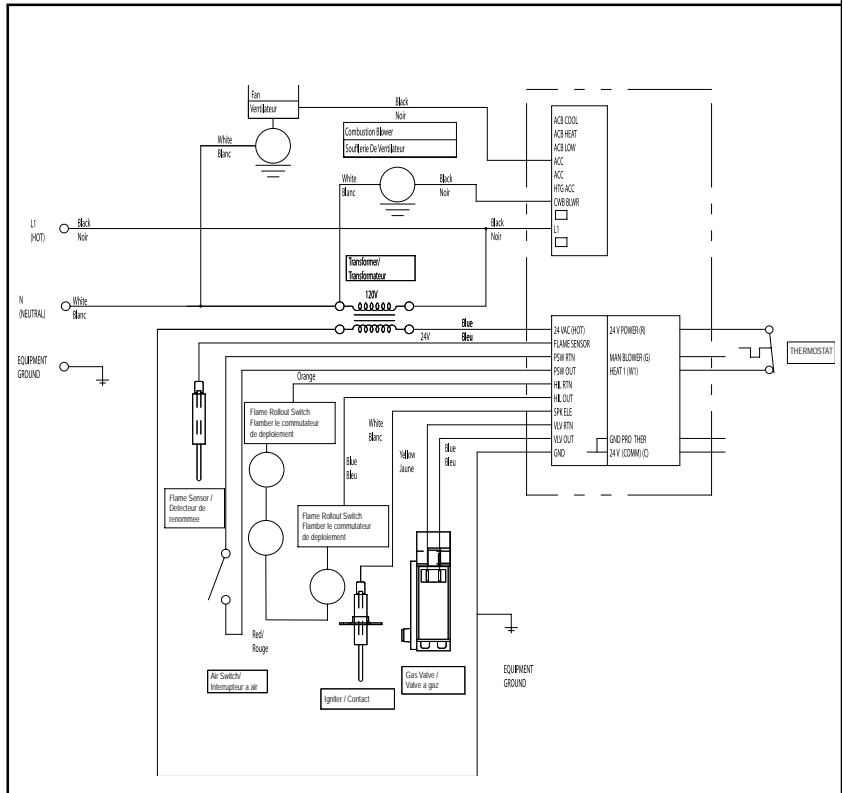 Fan
Ventilateur
Black
Noir
White
Blanc
Combustion Blower
Soufflerie De Ventilateur
White
Blanc
Black
Noir
ACB COOL
ACB HEAT
ACB LOW
ACC
ACC
HTG ACC
CWB BLWR
L1
L1
(HOT)
Black
Noir
Black
Noir
Transformer/
Transformateur
120V
N
(NEUTRAL)
White
Blanc
24V
Blue
Bleu
EQUIPMENT
GROUND
24 VAC (HOT)
FLAME SENSOR
PSW RTN
PSW OUT
HIL RTN
HIL OUT
SPK ELE
VLV RTN
VLV OUT
GND
24 V POWER (R)
MAN BLOWER (G)
HEAT 1 (W1)
GND PRO THER
24 V (COMM) (C)
THERMOSTAT
Orange
Flame Rollout Switch
Flamber le commutateur
de deploiement
White
Blanc
Yellow
Jaune
Blue
Bleu
Blue
Bleu
Flame Sensor /
Detecteur de
renommee
Flame Rollout Switch
Flamber le commutateur
de deploiement
Red/
Rouge
Air Switch/
Interrupteur a air
Igniter / Contact
Gas Valve /
Valve a gaz
EQUIPMENT
GROUND